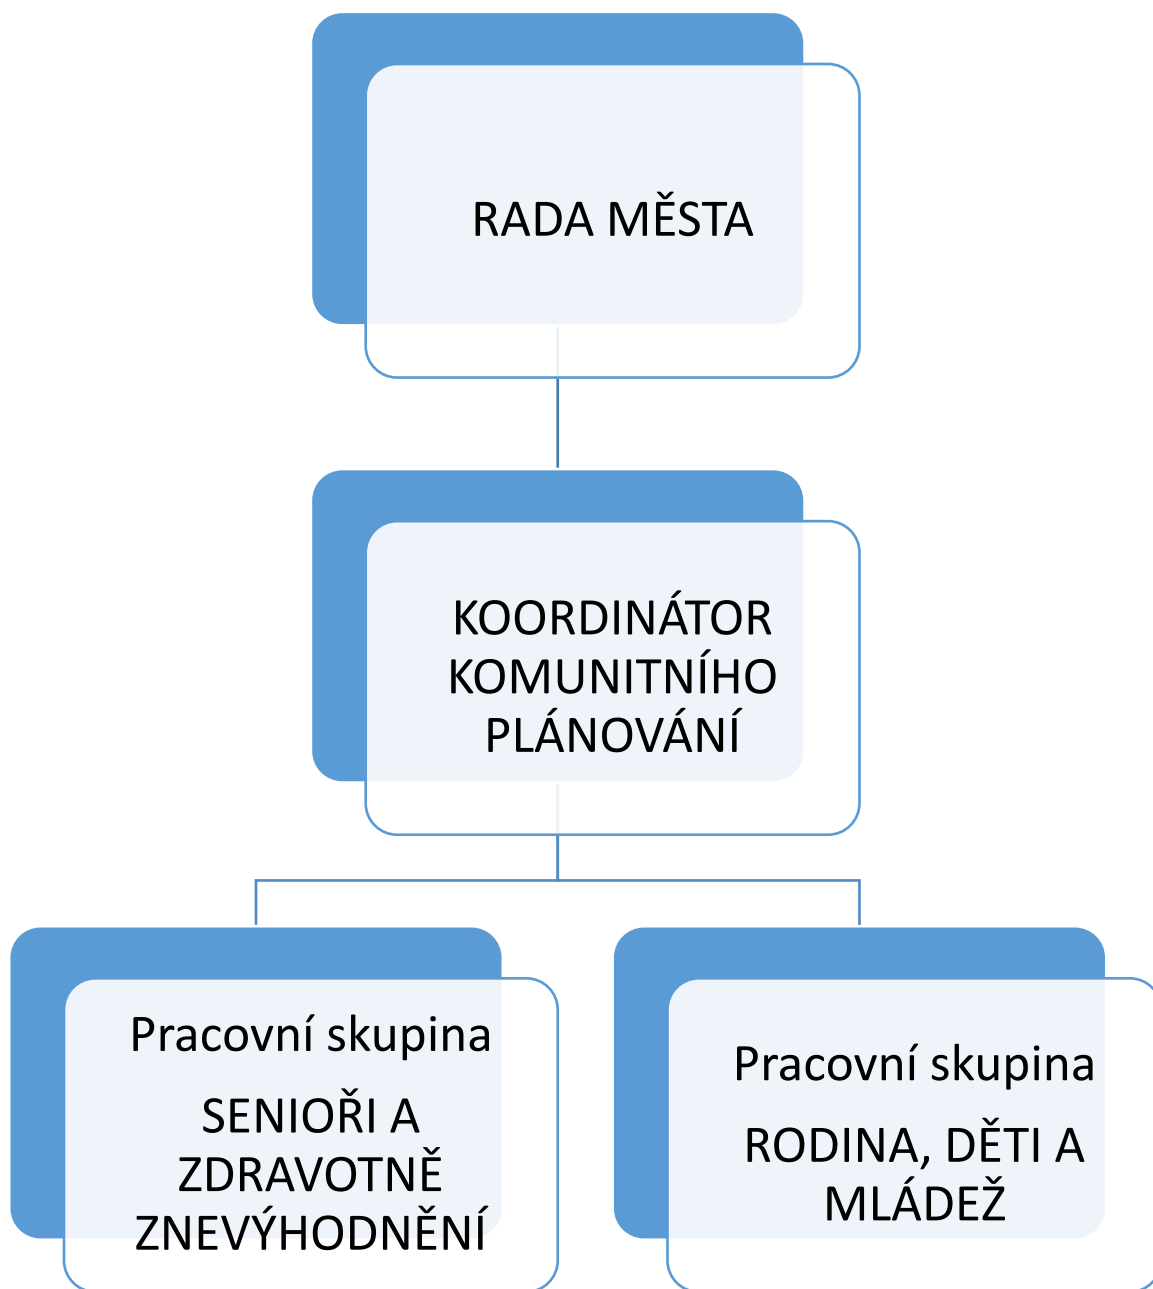 RADA MĚSTA
KOORDINÁTOR
KOMUNITNÍHO
PLÁNOVÁNÍ
Pracovní skupina
SENIOŘI A
ZDRAVOTNĚ
ZNEVÝHODNĚNÍ
Pracovní skupina
RODINA, DĚTI A
MLÁDEŽ